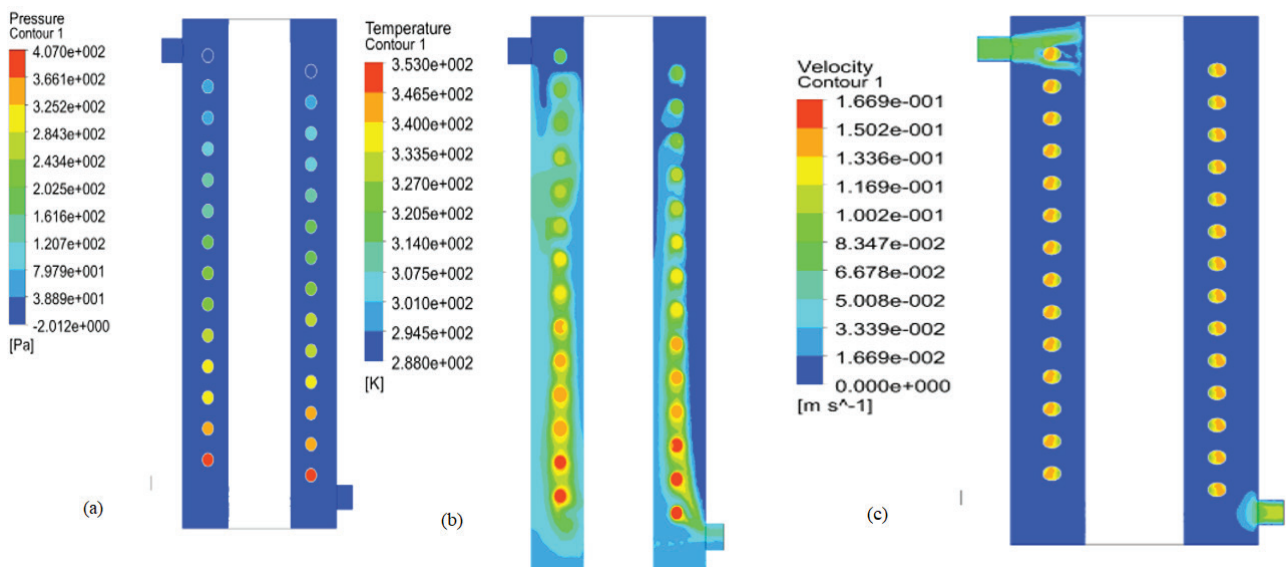 Pressure
Contour 1
4.070e+002
3.661e+002
3.252e+002
2.843e+002
2.434e+002
2.025e+002
1.616e+002
1.207e+002
7.979e+001
3.889e+001
-2.012e+000
[Pa]
(a)
Temperature
Contour 1
3.530e+002
3.465e+002
3.400e+002
3.335e+002
3.270e+002
3.205e+002
3.140e+002
3.075e+002
3.010e+002
2.945e+002
2.880e+002
[K]
(b)
Velocity
Contour 1
1.669e-001
1.502e-001
1.336e-001
1.169e-001
1.002e-001
8.347e-002
6.678e-002
5.008e-002
3.339e-002
1.669e-002
0.000e+000
[m s^-1]
(c)